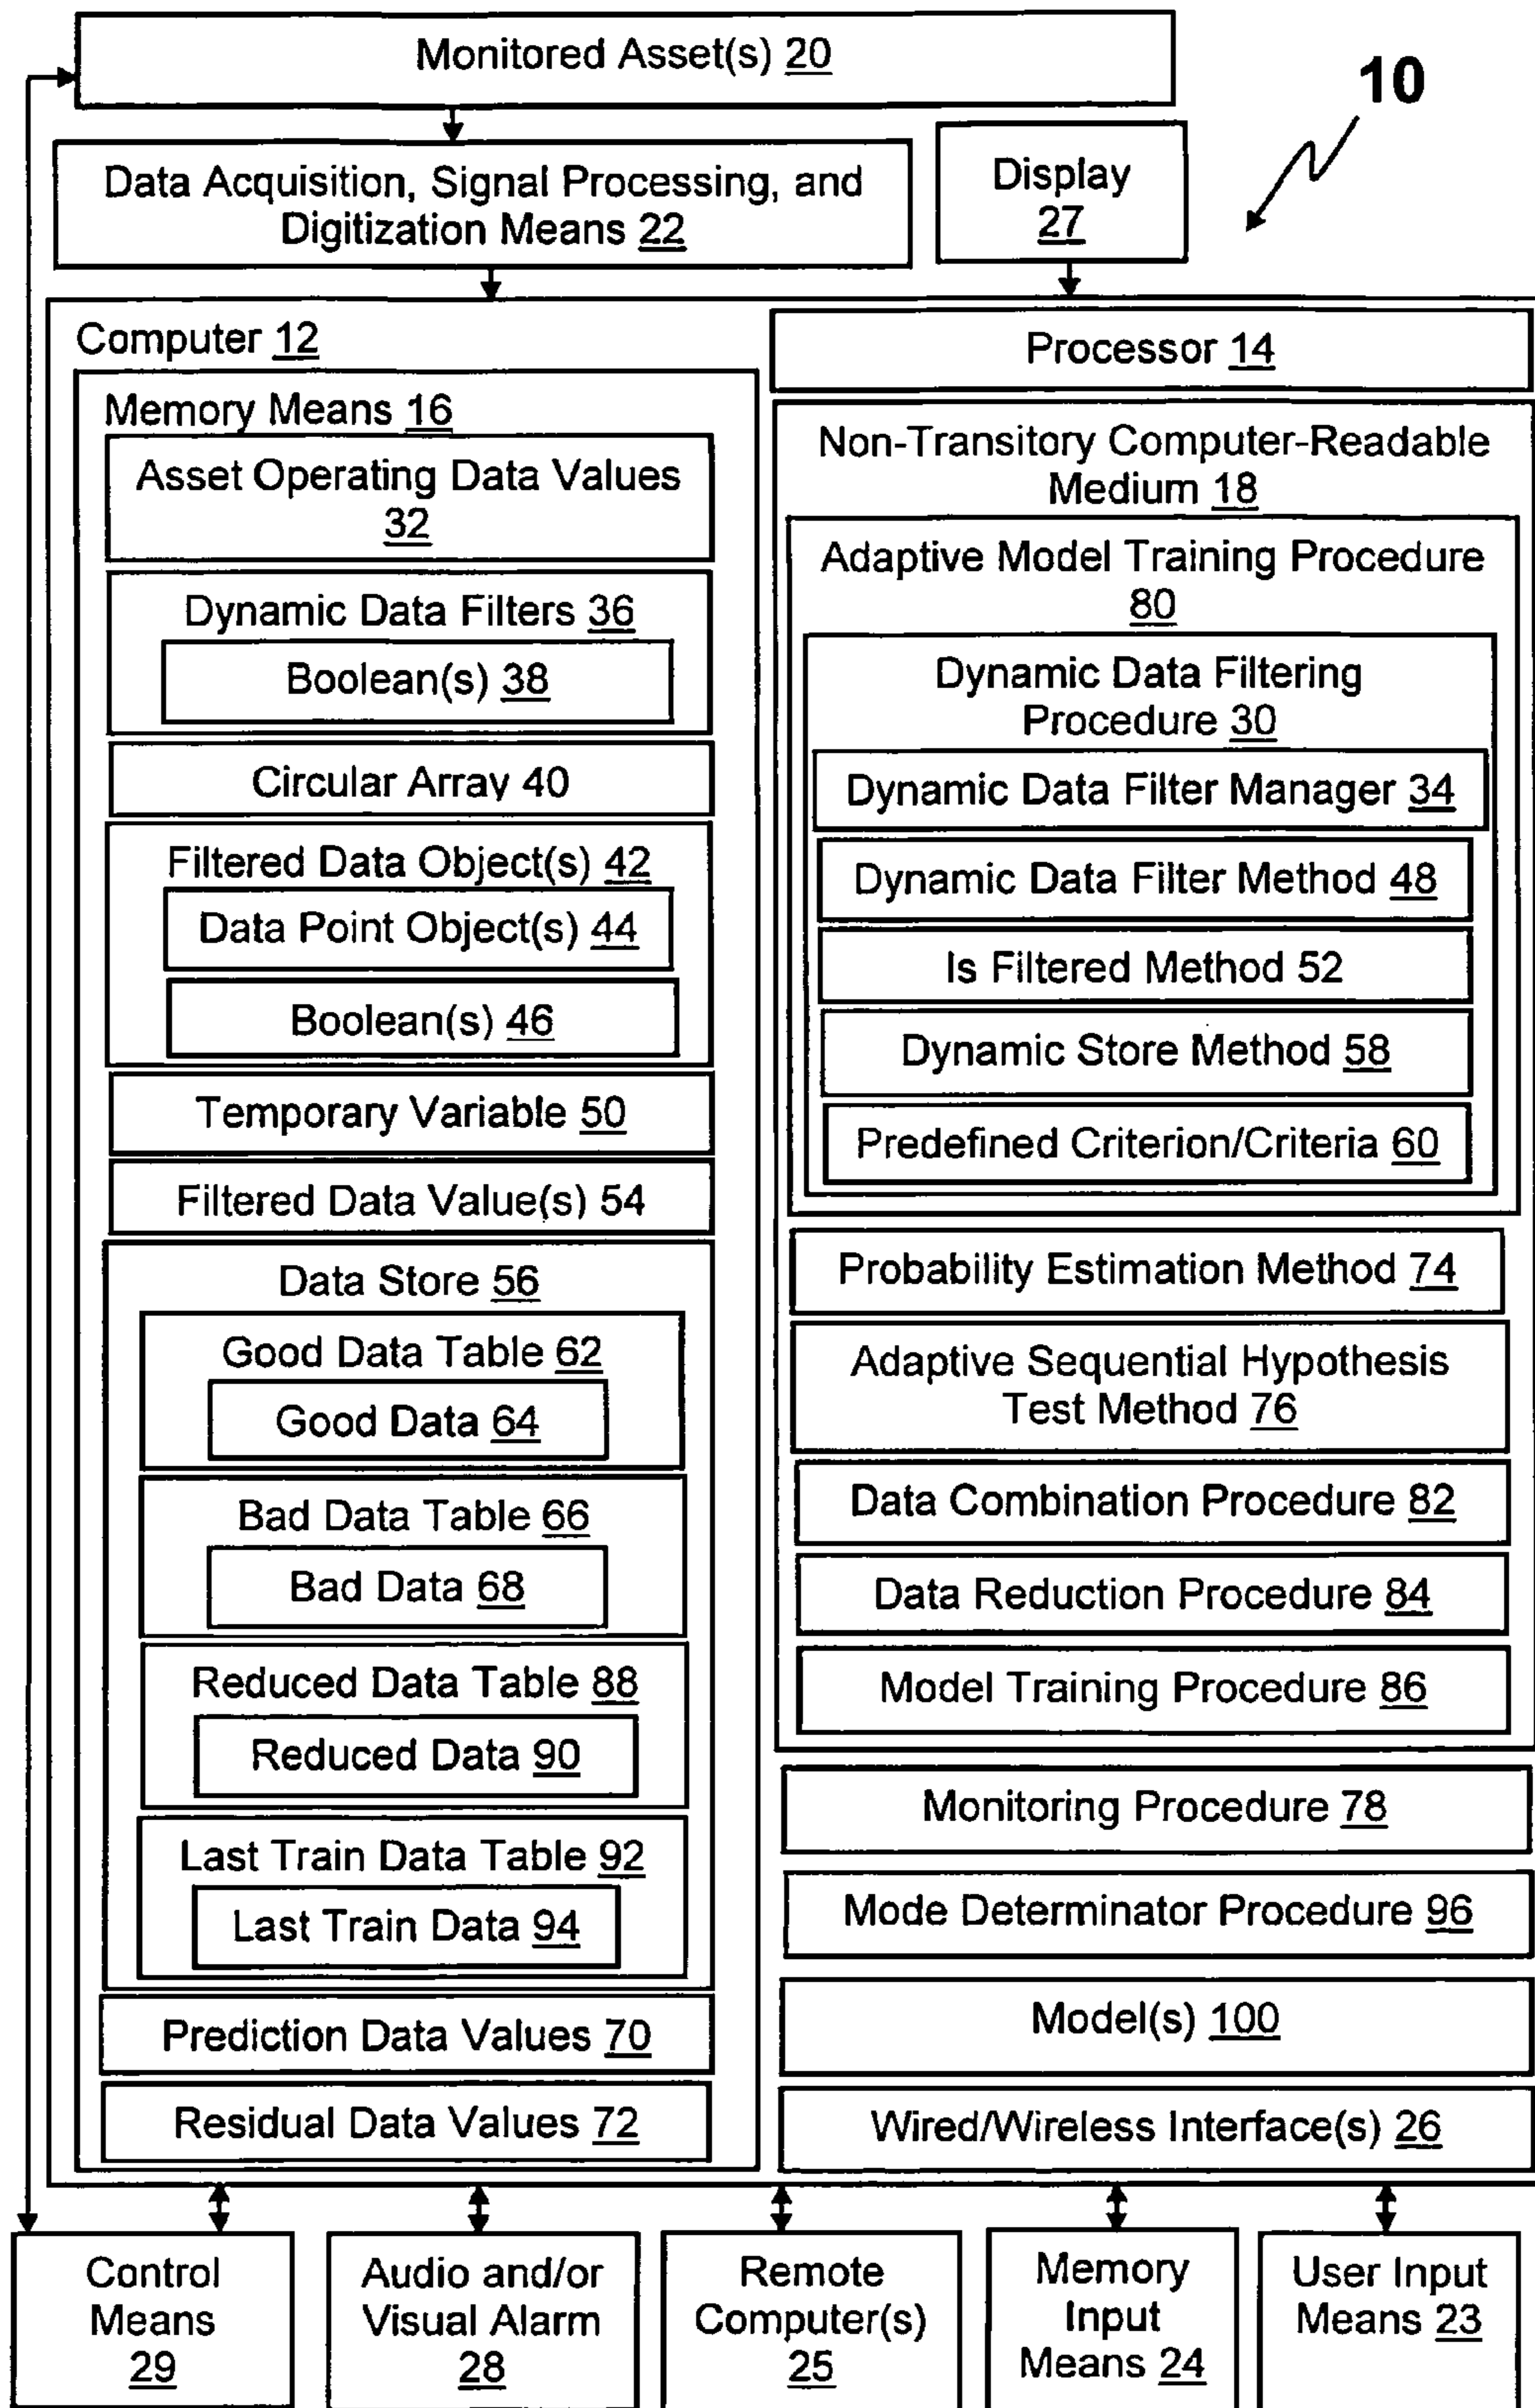 Monitored Asset(s) 20
10
Data Acquisition, Signal Processing, and
Digitization Means 22
Display
27
Computer 12
Memory Means 16
Asset Operating Data Values
32
Dynamic Data Filters 36
Boolean(s) 38
Circular Array 40
Filtered Data Object(s) 42
Data Point Object(s) 44
Boolean(s) 46
Temporary Variable 50
Filtered Data Value(s) 54
Data Store 56
Good Data Table 62
Good Data 64
Bad Data Table 66
Bad Data 68
Reduced Data Table 88
Reduced Data 90
Last Train Data Table 92
Last Train Data 94
Prediction Data Values 70
Residual Data Values 72
Processor 14
Non-Transitory Computer-Readable
Medium 18
Adaptive Model Training Procedure
80
Dynamic Data Filtering
Procedure 30
Dynamic Data Filter Manager 34
Dynamic Data Filter Method 48
Is Filtered Method 52
Dynamic Store Method 58
Predefined Criterion/Criteria 60
Probability Estimation Method 74
Adaptive Sequential Hypothesis
Test Method 76
Data Combination Procedure 82
Data Reduction Procedure 84
Model Training Procedure 86
Monitoring Procedure 78
Mode Determinator Procedure 96
Model(s) 100
Wired/Wireless Interface(s) 26
Control
Means
29
Audio and/or
Visual Alarm
28
Remote
Computer(s)
25
Memory
Input
Means 24
User Input
Means 23